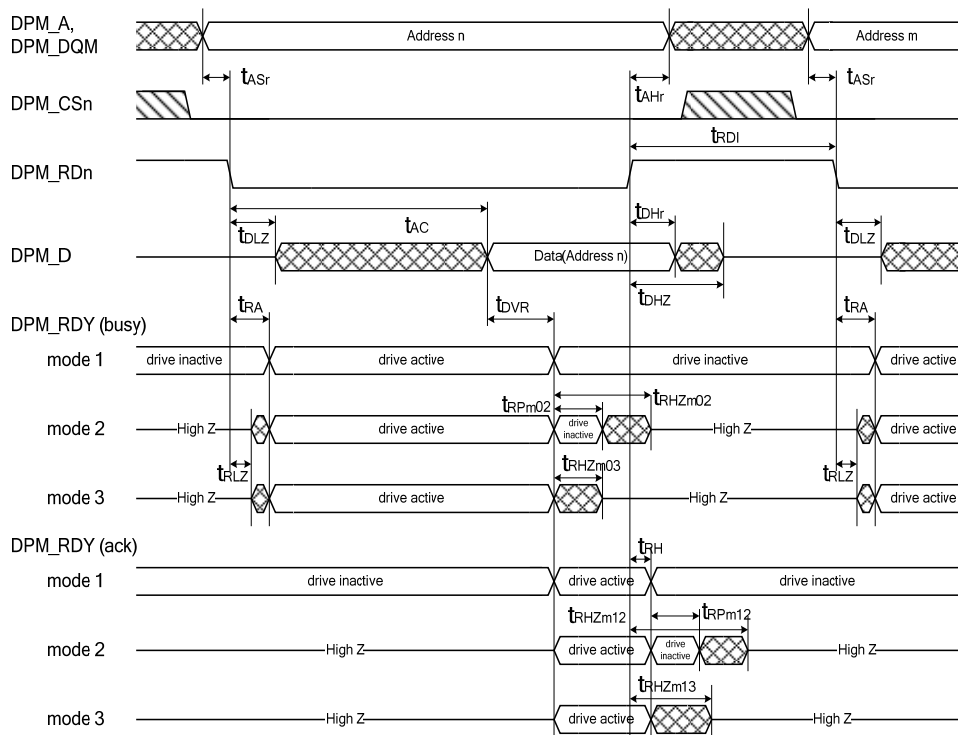 DPM_A,
DPM_DQM
Address n
Address m
tASr
tAHr
tASr
DPM_CSn
tRDI
DPM_RDn
tAC
tDHr
tDLZ
tDLZ
DPM_D
Data(Address n)
tDHZ
tRA
tDVR
tRA
DPM_RDY (busy)
mode 1
drive inactive
drive active
drive inactive
drive active
tRPm02
tRHZm02
mode 2
High Z
drive active
drive
inactive
High Z
drive active
tRLZ
tRHZm03
tRLZ
mode 3
High Z
drive active
High Z
drive active
DPM_RDY (ack)
tRH
mode 1
drive inactive
drive active
drive inactive
tRHZm12
tRPm12
mode 2
High Z
drive active
drive
inactive
High Z
tRHZm13
mode 3
High Z
drive active
High Z